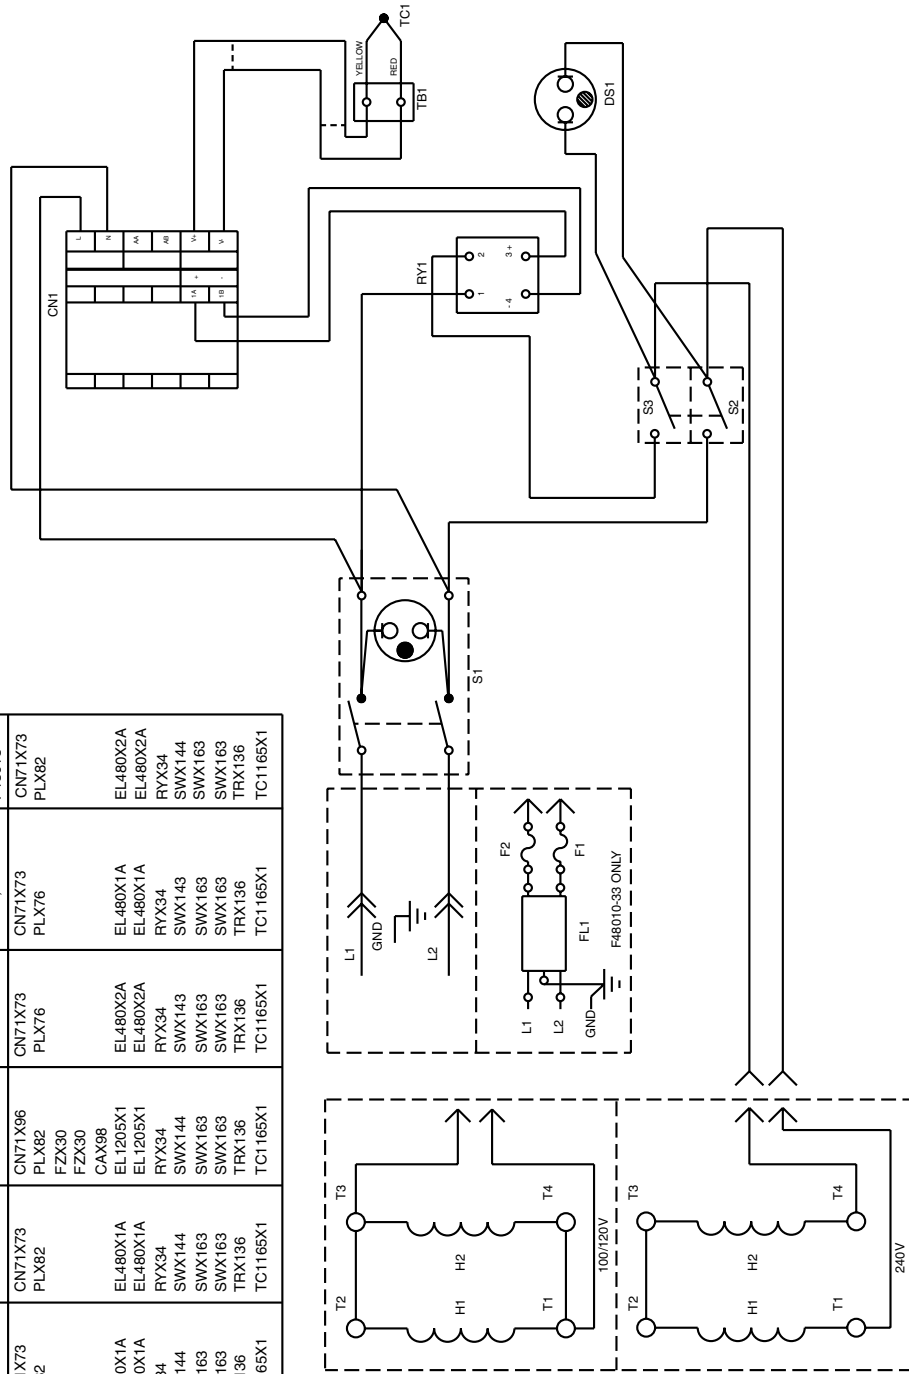 CN71X73
PLX82
EL480X2A
EL480X2A
RYX34
SWX144
SWX163
SWX163
TRX136
TC1165X1
CN71X73
PLX76
EL480X1A
EL480X1A
RYX34
SWX143
SWX163
SWX163
TRX136
TC1165X1
CN71X73
PLX76
EL480X2A
EL480X2A
RYX34
SWX143
SWX163
SWX163
TRX136
TC1165X1
CN71X96
PLX82
FZX30
FZX30
CAX98
EL1205X1
EL1205X1
RYX34
SWX144
SWX163
SWX163
TRX136
TC1165X1
CN71X73
PLX82
EL480X1A
EL480X1A
RYX34
SWX144
SWX163
SWX163
TRX136
TC1165X1
CN1
L
N
AA
AB
V+
V-
+
-
1A
1B
TC1
YELLOW
RED
TB1
DS1
RY1
2
1
3 +
- 4
S3
S2
S1
L1
GND
L2
F2
F1
FL1
L1
L2
GND
F48010-33 ONLY
T2
T3
H1
H2
T1
T4
100/120V
T2
T3
H1
H2
T1
T4
240V